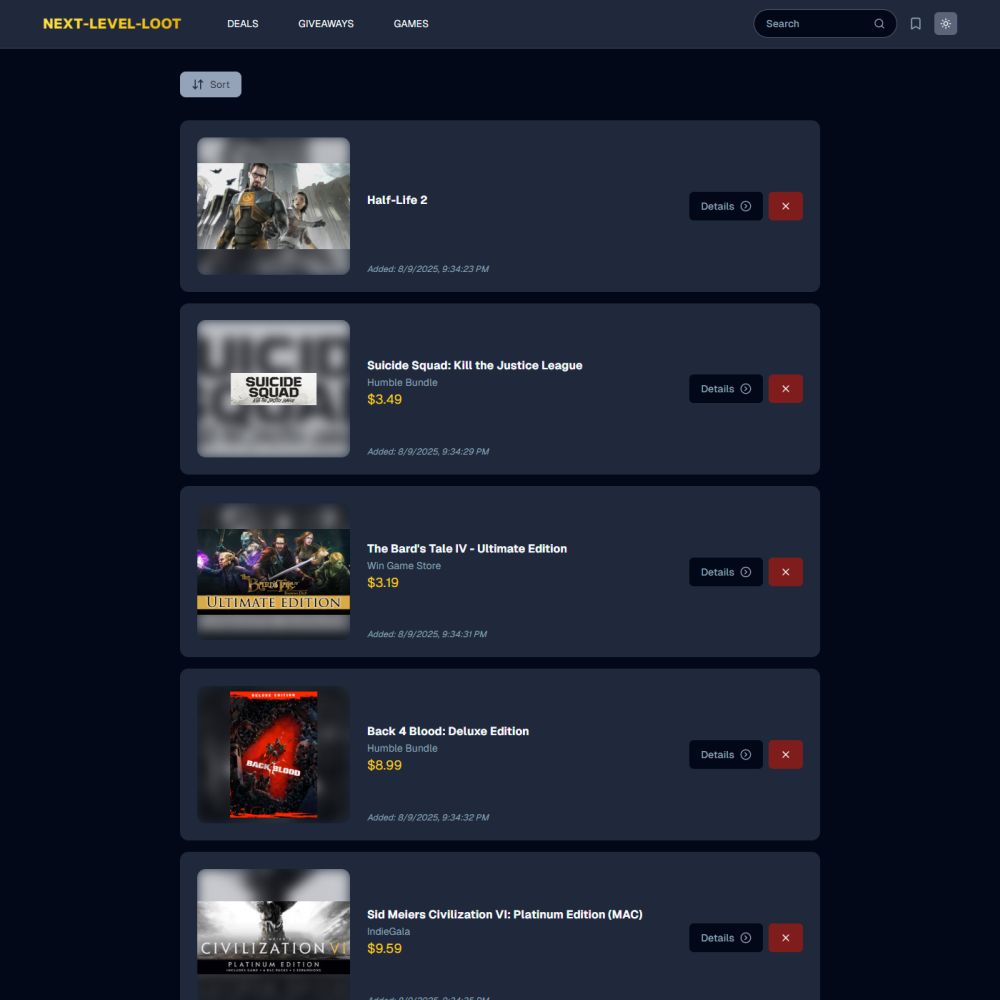 NEXT-LEVEL-LOOT
DEALS
GIVEAWAYS
GAMES
Search
Sort
Half-Life 2
Added: 8/9/2025, 9:34:23 PM
Details
SUICIDE
SQUAD
KILL THE JUSTICE LEAGUE
Suicide Squad: Kill the Justice League
Humble Bundle
$3.49
Added: 8/9/2025, 9:34:29 PM
Details
THE
BARD'S TALE IV
ULTIMATE EDITION
The Bard's Tale IV - Ultimate Edition
Win Game Store
$3.19
Added: 8/9/2025, 9:34:31 PM
Details
DELUXE EDITION
4
BACK BLOOD
Back 4 Blood: Deluxe Edition
Humble Bundle
$8.99
Added: 8/9/2025, 9:34:32 PM
Details
CIVILIZATION VI
PLATINUM EDITION
Sid Meiers Civilization VI: Platinum Edition (MAC)
IndieGala
$9.59
Details